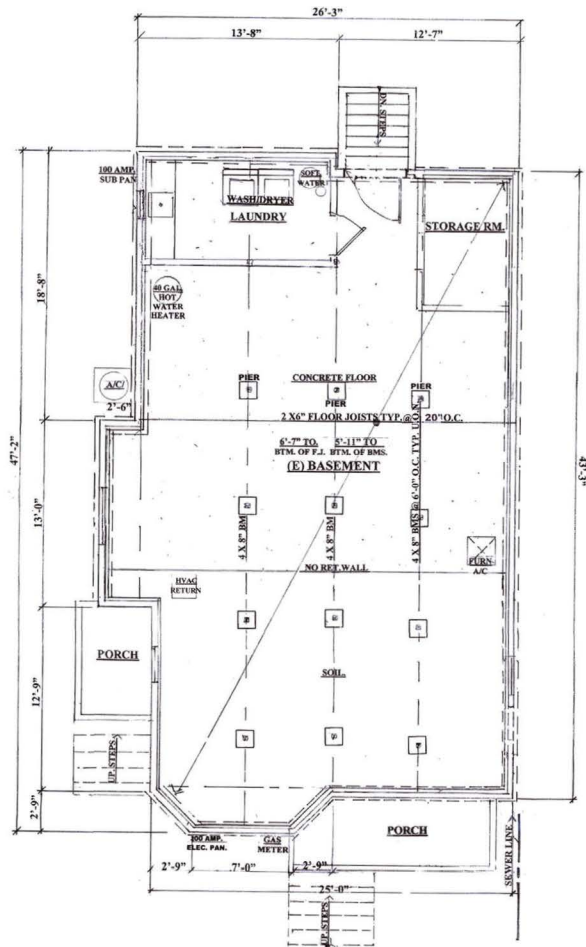 26'-3"
13'-8"
12'-7"
DN. STEPS
100 AMP.
SUB PAN
SOFT
WATER
WASH/DRYER
LAUNDRY
STORAGE RM.
18'-8"
40 GAL.
HOT
WATER
HEATER
A/C
2'-6"
PIER
CONCRETE FLOOR
PIER
PIER
2 X6" FLOOR JOISTS TYP.@ 20"O.C.
6'-7" TO.
BTM. OF F.J.
5'-11" TO
BTM. OF BMS.
(E) BASEMENT
47'-2"
43'-3"
13'-0"
4 X 8" BM
4 X 8" BM
4 X 8" BMS @ 6'-0" O.C. TYP. U.O.N.
FURN
A/C
NO RET.WALL
HVAC
RETURN
PORCH
12'-9"
SOIL
UP. STEPS
2'-9"
200 AMP.
ELEC. PAN.
GAS
METER
PORCH
SEWER LINE
2'-9"
7'-0"
2'-9"
25'-0"
UP. STEPS